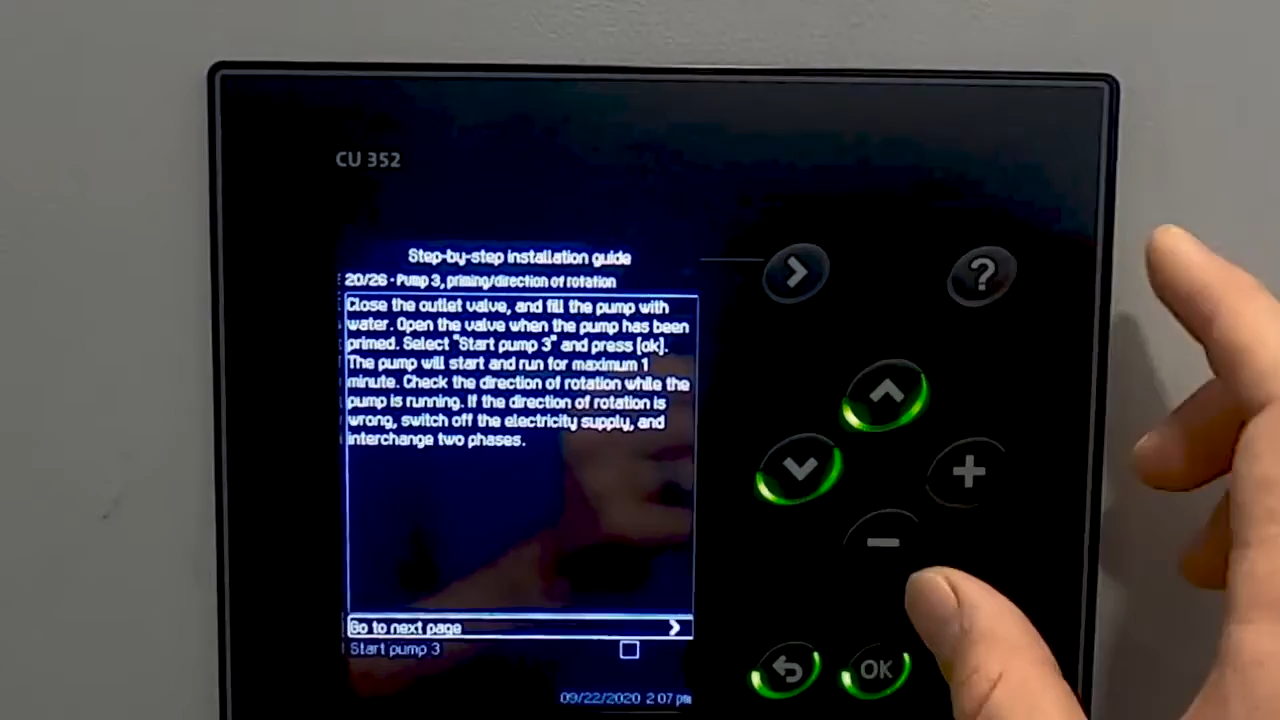 CU 352
Step-by-step installation guide
20/26 - Pump 3, priming/direction of rotation
Close the outlet valve, and fill the pump with
water. Open the valve when the pump has been
primed. Select "Start pump 3" and press [ok].
The pump will start and run for maximum 1
minute. Check the direction of rotation while the
pump is running. If the direction of rotation is
wrong, switch off the electricity supply, and
interchange two phases.
Go to next page
Start pump 3
09/22/2020 2:07 pm
?
OK